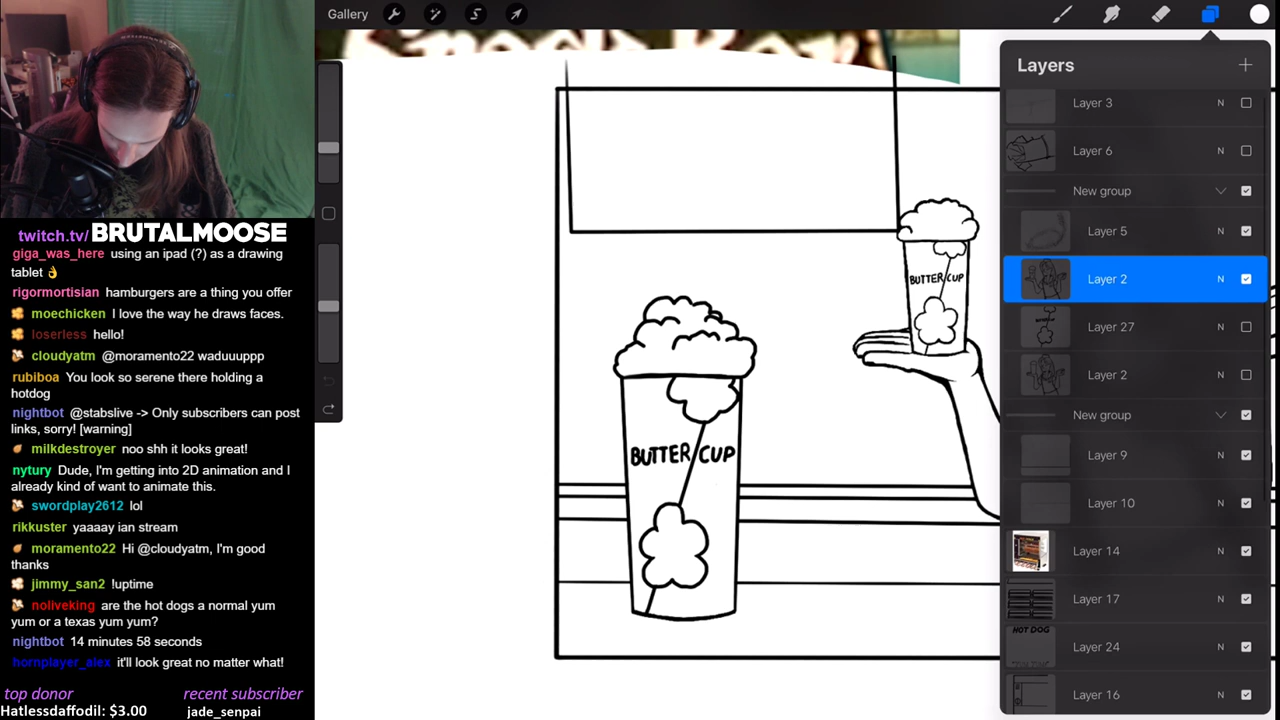 Gallery
Layers
Layer 3 N
Layer 6 N
New group
Layer 5 N
Layer 2 N
Layer 27 N
Layer 2 N
New group
Layer 9 N
Layer 10 N
Layer 14 N
Layer 17 N
HOT DOG
Layer 24 N
Layer 16 N
BUTTER CUP
BUTTER CUP
twitch.tv/BRUTALMOOSE
giga_was_here using an ipad (?) as a drawing
tablet 👌
rigormortisian hamburgers are a thing you offer
moechicken I love the way he draws faces.
loserless hello!
cloudyatm @moramento22 waduuuppp
rubiboa You look so serene there holding a
hotdog
nightbot @stabslive -> Only subscribers can post
links, sorry! [warning]
milkdestroyer noo shh it looks great!
nytury Dude, I'm getting into 2D animation and I
already kind of want to animate this.
swordplay2612 lol
rikkuster yaaaay ian stream
moramento22 Hi @cloudyatm, I'm good
thanks
jimmy_san2 !uptime
noliveking are the hot dogs a normal yum
yum or a texas yum yum?
nightbot 14 minutes 58 seconds
hornplayer_alex it'll look great no matter what!
top donor recent subscriber
Hatlessdaffodil: $3.00 jade_senpai